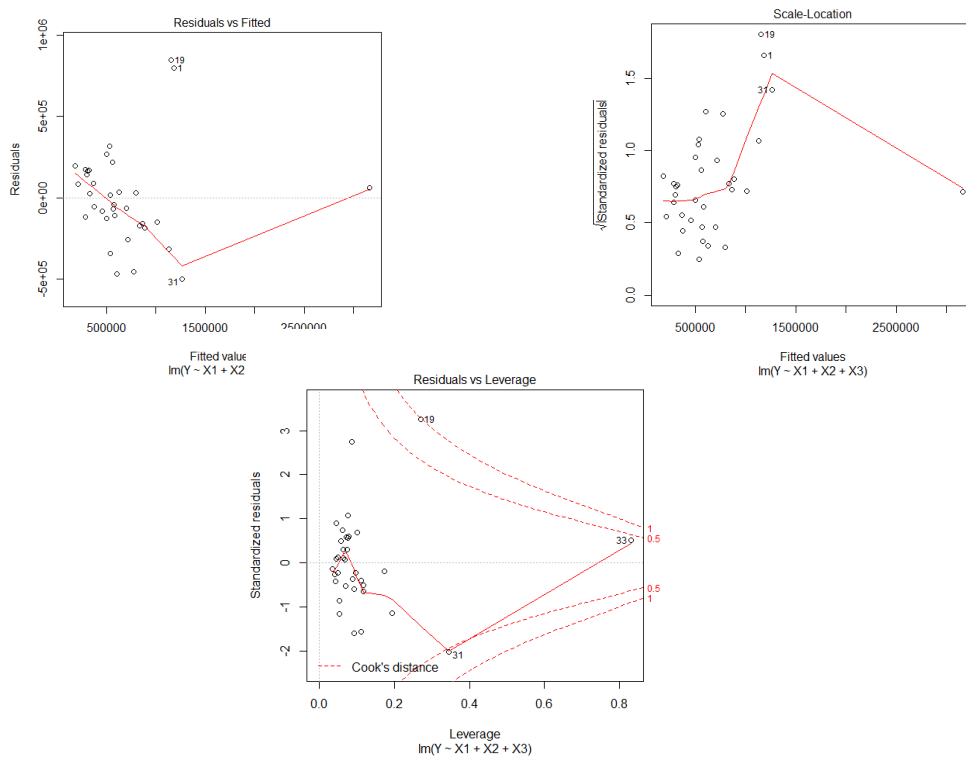 Residuals vs Fitted
1e+06
5e+05
0e+00
-5e+05
Residuals
19
1
31
500000
1500000
2500000
Fitted value
lm(Y ~ X1 + X2
Scale-Location
1.5
1.0
0.5
0.0
√|Standardized residuals|
19
1
31
500000
1500000
2500000
Fitted values
lm(Y ~ X1 + X2 + X3)
Residuals vs Leverage
3
2
1
0
-1
-2
Standardized residuals
19
33
31
1
0.5
0.5
1
Cook's distance
0.0
0.2
0.4
0.6
0.8
Leverage
lm(Y ~ X1 + X2 + X3)